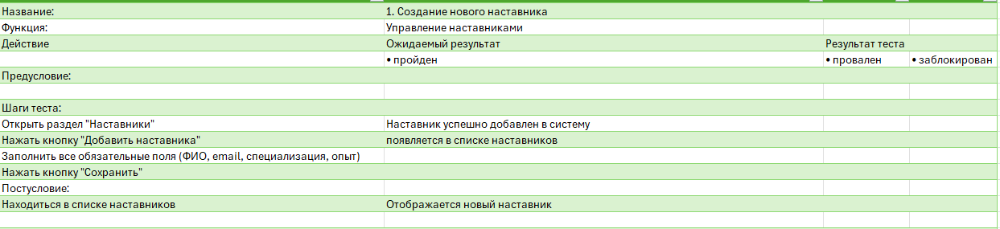 Название: 1. Создание нового наставника
Функция: Управление наставниками
Действие Ожидаемый результат Результат теста
• пройден • провален • заблокирован
Предусловие:
Шаги теста:
Открыть раздел "Наставники" Наставник успешно добавлен в систему
Нажать кнопку "Добавить наставника" появляется в списке наставников
Заполнить все обязательные поля (ФИО, email, специализация, опыт)
Нажать кнопку "Сохранить"
Постусловие:
Находиться в списке наставников Отображается новый наставник